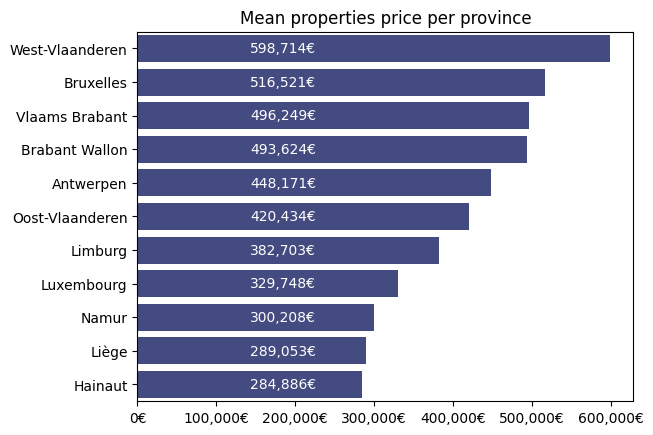 Mean properties price per province
West-Vlaanderen 598,714€
Bruxelles 516,521€
Vlaams Brabant 496,249€
Brabant Wallon 493,624€
Antwerpen 448,171€
Oost-Vlaanderen 420,434€
Limburg 382,703€
Luxembourg 329,748€
Namur 300,208€
Liège 289,053€
Hainaut 284,886€
0€ 100,000€ 200,000€ 300,000€ 400,000€ 500,000€ 600,000€